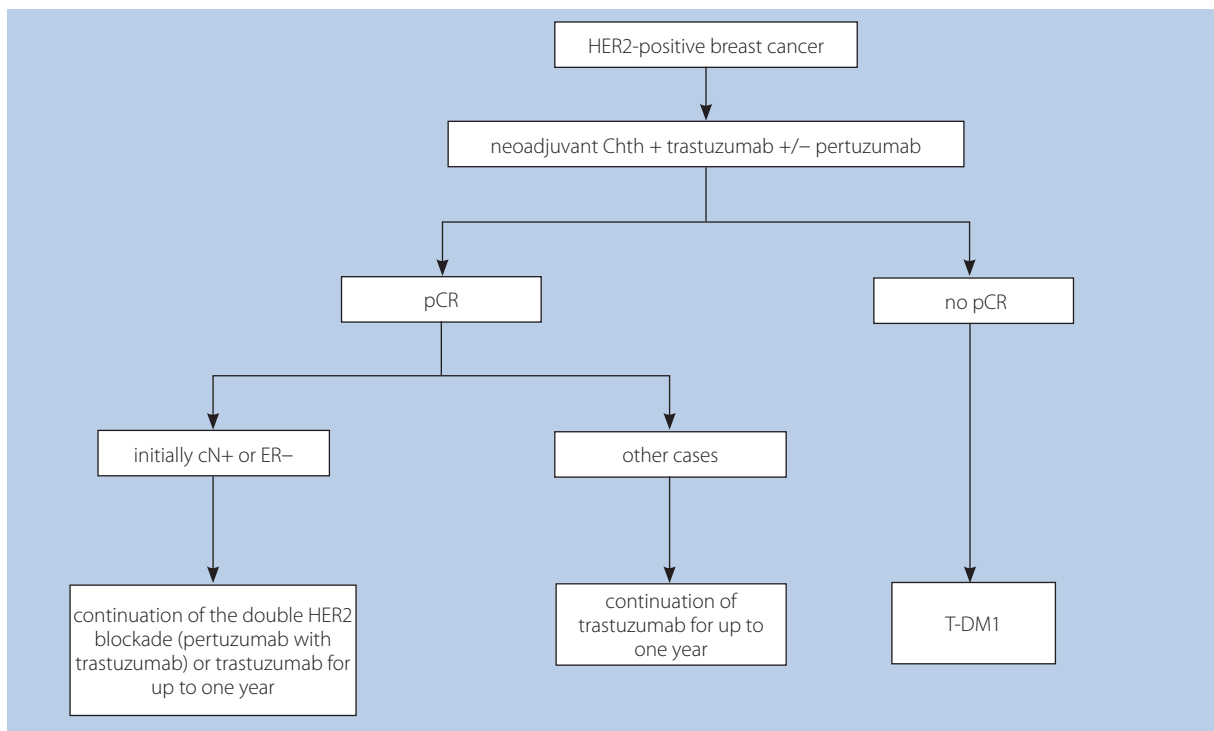 HER2-positive breast cancer
neoadjuvant Chth + trastuzumab +/− pertuzumab
pCR
no pCR
initially cN+ or ER−
other cases
continuation of the double HER2
blockade (pertuzumab with
trastuzumab) or trastuzumab for
up to one year
continuation of
trastuzumab for up to
one year
T-DM1